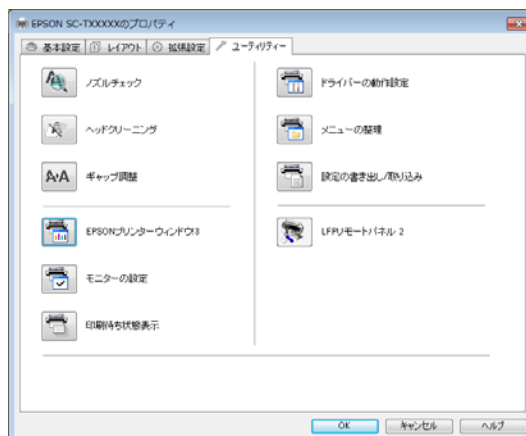 EPSON SC-TXXXXXのプロパティ
基本設定 レイアウト 拡張設定 ユーティリティー
ノズルチェック
ヘッドクリーニング
ギャップ調整
EPSONプリンターウィンドウ!3
モニターの設定
印刷待ち状態表示
ドライバーの動作設定
メニューの整理
設定の書き出し/取り込み
LFPリモートパネル 2
OK キャンセル ヘルプ